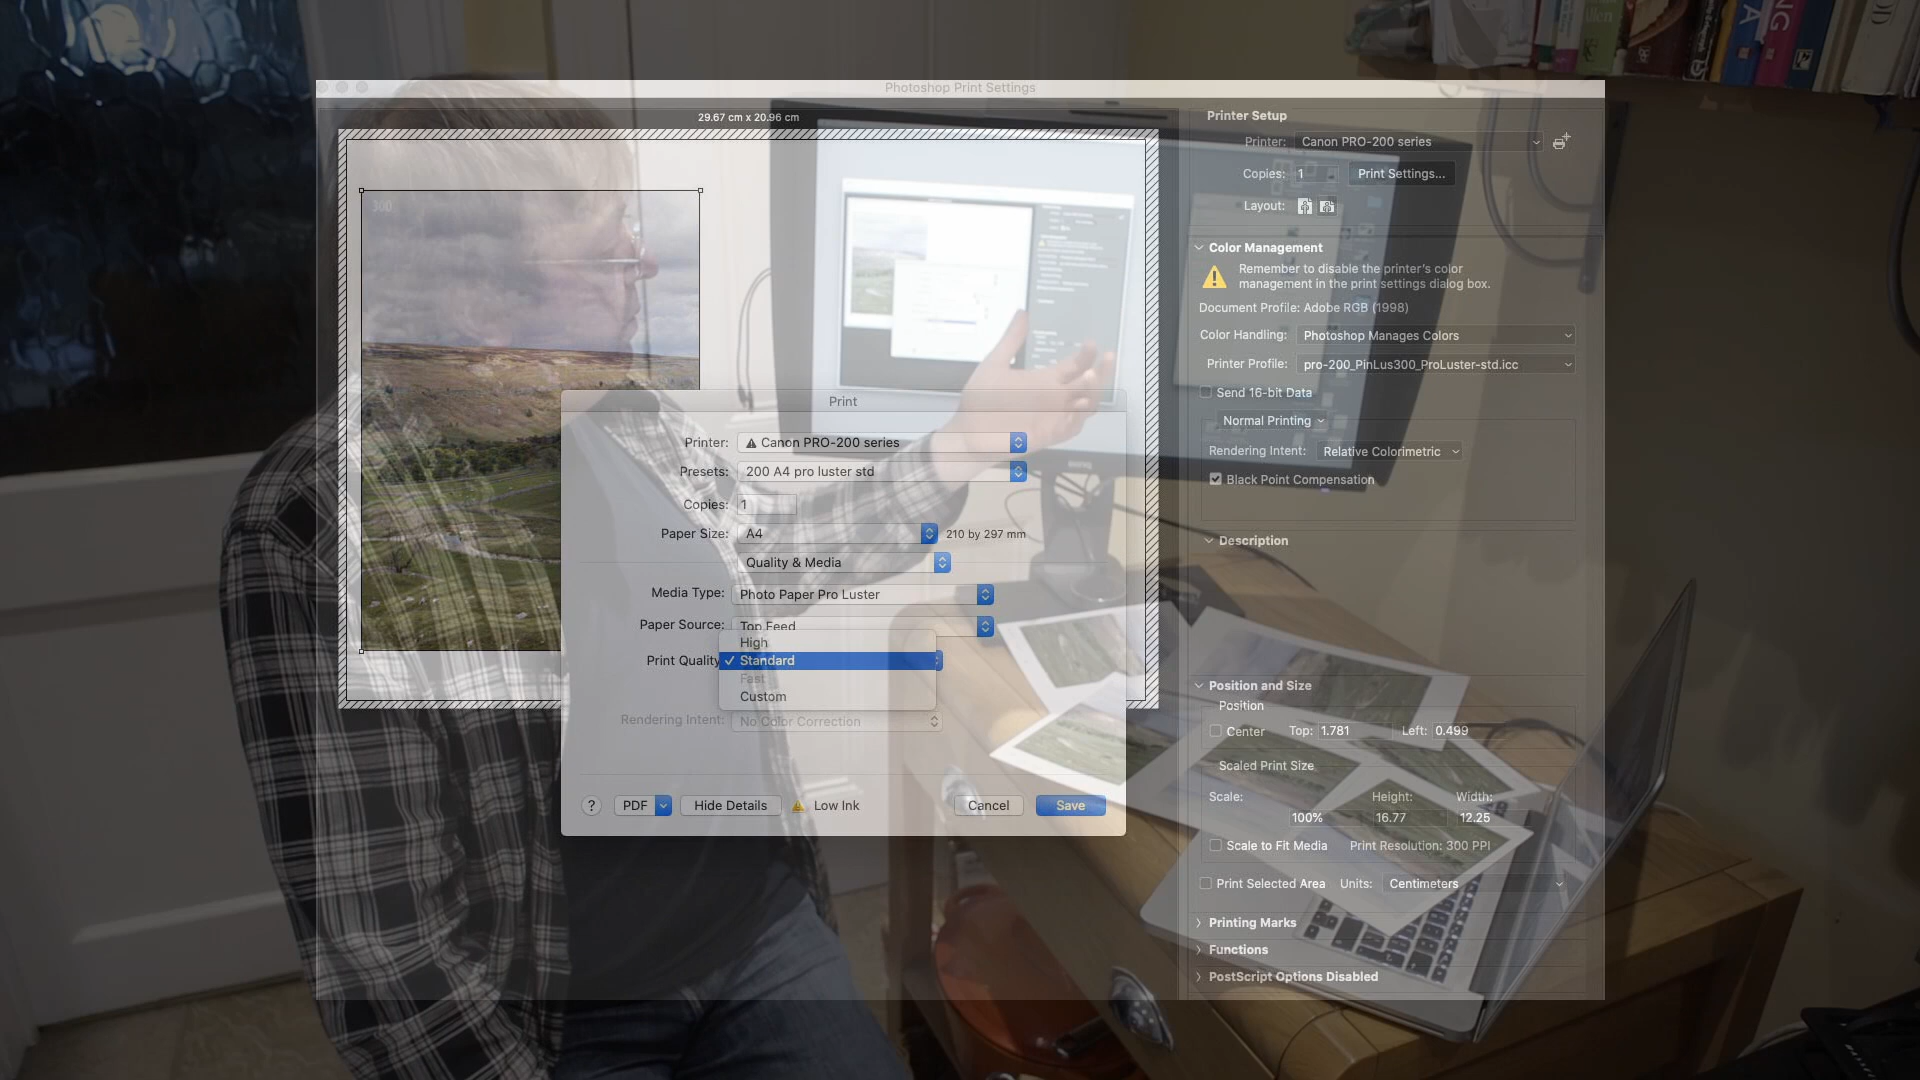 Photoshop Print Settings
29.67 cm x 20.96 cm
300
Printer Setup
Printer: Canon PRO-200 series
Copies: 1 Print Settings...
Layout:
Color Management
Remember to disable the printer's color
management in the print settings dialog box.
Document Profile: Adobe RGB (1998)
Color Handling: Photoshop Manages Colors
Printer Profile: pro-200_PinLus300_ProLuster-std.icc
Send 16-bit Data
Normal Printing
Rendering Intent: Relative Colorimetric
Black Point Compensation
Description
Position and Size
Position
Center Top: 1.781 Left: 0.499
Scaled Print Size
Scale: Height: Width:
100% 16.77 12.25
Scale to Fit Media Print Resolution: 300 PPI
Print Selected Area Units: Centimeters
Printing Marks
Functions
PostScript Options Disabled
Print
Printer: Canon PRO-200 series
Presets: 200 A4 pro luster std
Copies: 1
Paper Size: A4 210 by 297 mm
Quality & Media
Media Type: Photo Paper Pro Luster
Paper Source: Top Feed
High
Print Quality ✓ Standard
Fast
Custom
Rendering Intent: No Color Correction
? PDF Hide Details Low Ink Cancel Save